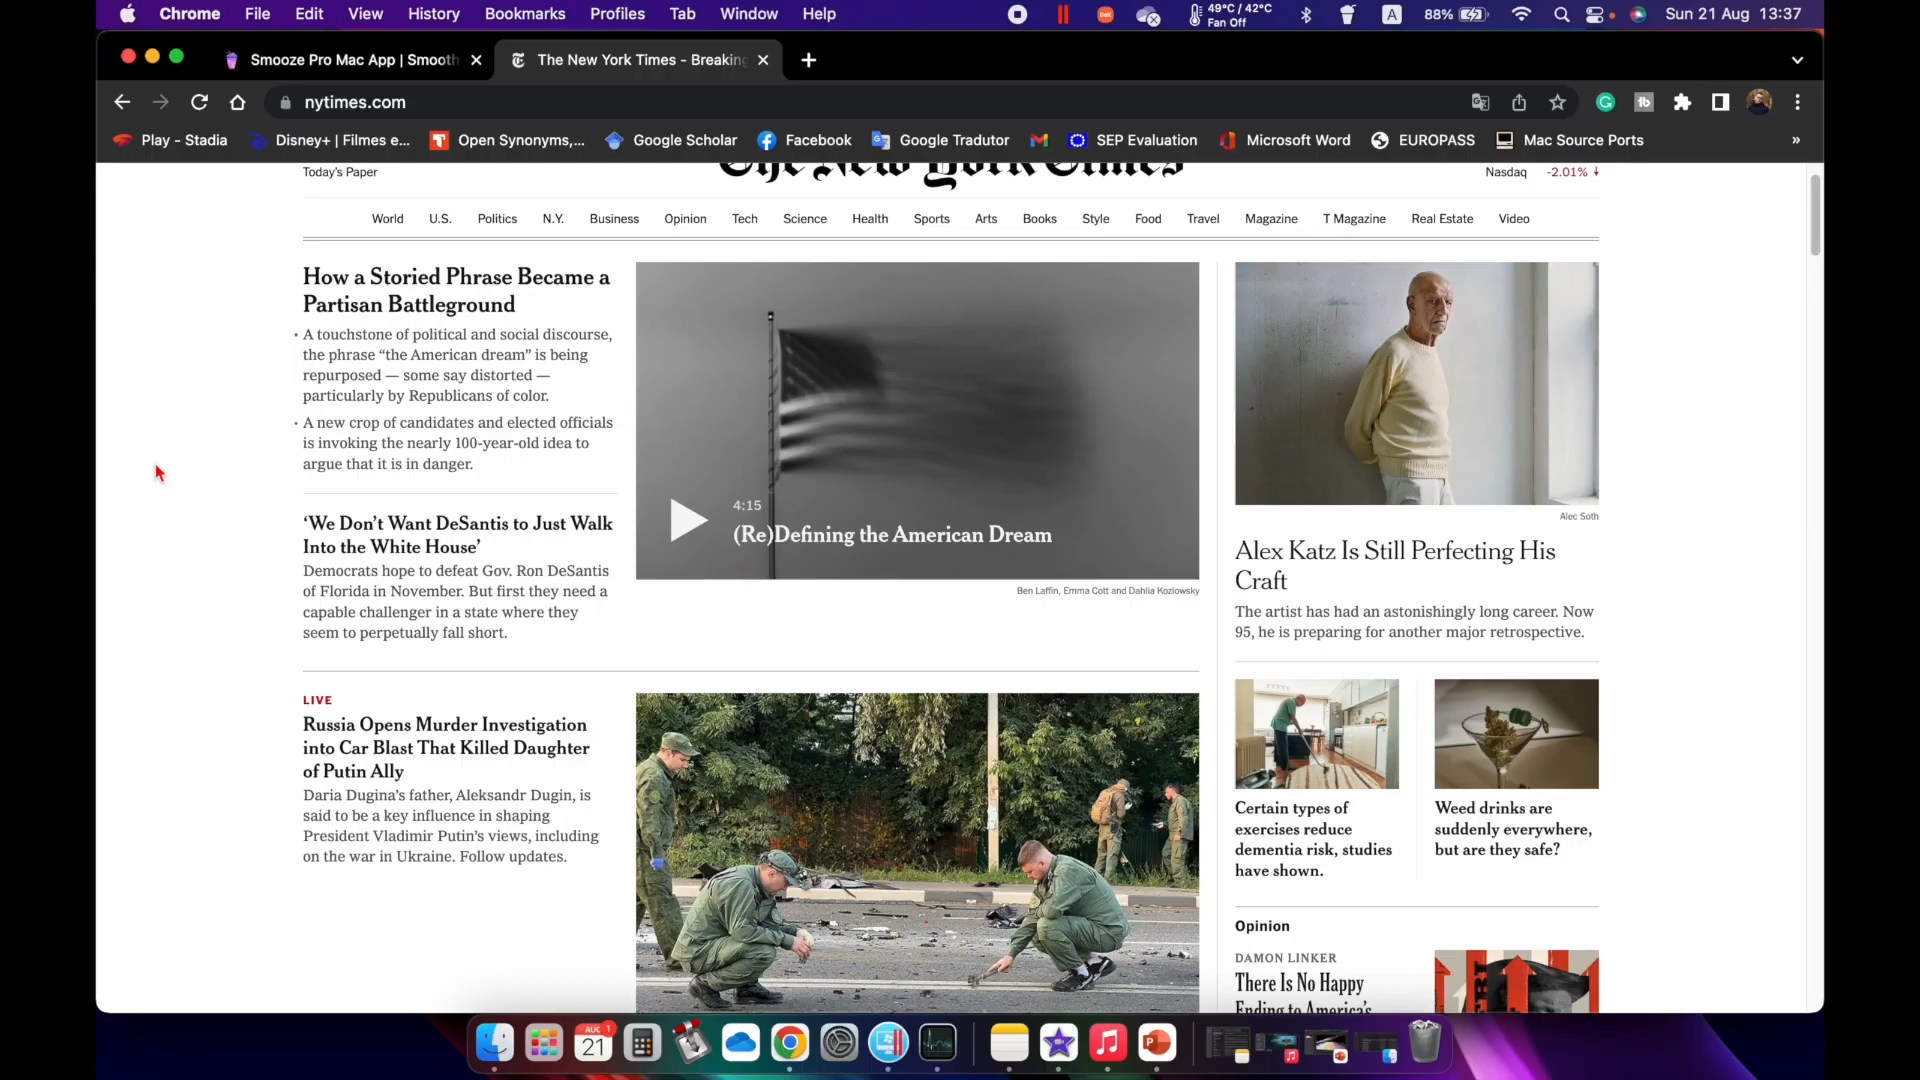 Chrome File Edit View History Bookmarks Profiles Tab Window Help
49°C / 42°C
Fan Off
A 88% Sun 21 Aug 13:37
Smooze Pro Mac App | Smooth
The New York Times - Breaking
nytimes.com
Play - Stadia Disney+ | Filmes e... Open Synonyms,... Google Scholar Facebook Google Tradutor SEP Evaluation Microsoft Word EUROPASS Mac Source Ports »
The New York Times
Today's Paper
Nasdaq -2.01%
World U.S. Politics N.Y. Business Opinion Tech Science Health Sports Arts Books Style Food Travel Magazine T Magazine Real Estate Video
How a Storied Phrase Became a
Partisan Battleground
• A touchstone of political and social discourse,
the phrase “the American dream” is being
repurposed — some say distorted —
particularly by Republicans of color.
• A new crop of candidates and elected officials
is invoking the nearly 100-year-old idea to
argue that it is in danger.
‘We Don’t Want DeSantis to Just Walk
Into the White House’
Democrats hope to defeat Gov. Ron DeSantis
of Florida in November. But first they need a
capable challenger in a state where they
seem to perpetually fall short.
4:15
(Re)Defining the American Dream
Ben Laffin, Emma Cott and Dahlia Kozlowsky
LIVE
Russia Opens Murder Investigation
into Car Blast That Killed Daughter
of Putin Ally
Daria Dugina’s father, Aleksandr Dugin, is
said to be a key influence in shaping
President Vladimir Putin’s views, including
on the war in Ukraine. Follow updates.
Alec Soth
Alex Katz Is Still Perfecting His
Craft
The artist has had an astonishingly long career. Now
95, he is preparing for another major retrospective.
Certain types of
exercises reduce
dementia risk, studies
have shown.
Weed drinks are
suddenly everywhere,
but are they safe?
Opinion
DAMON LINKER
There Is No Happy
Ending to America’s
AUG 1
21